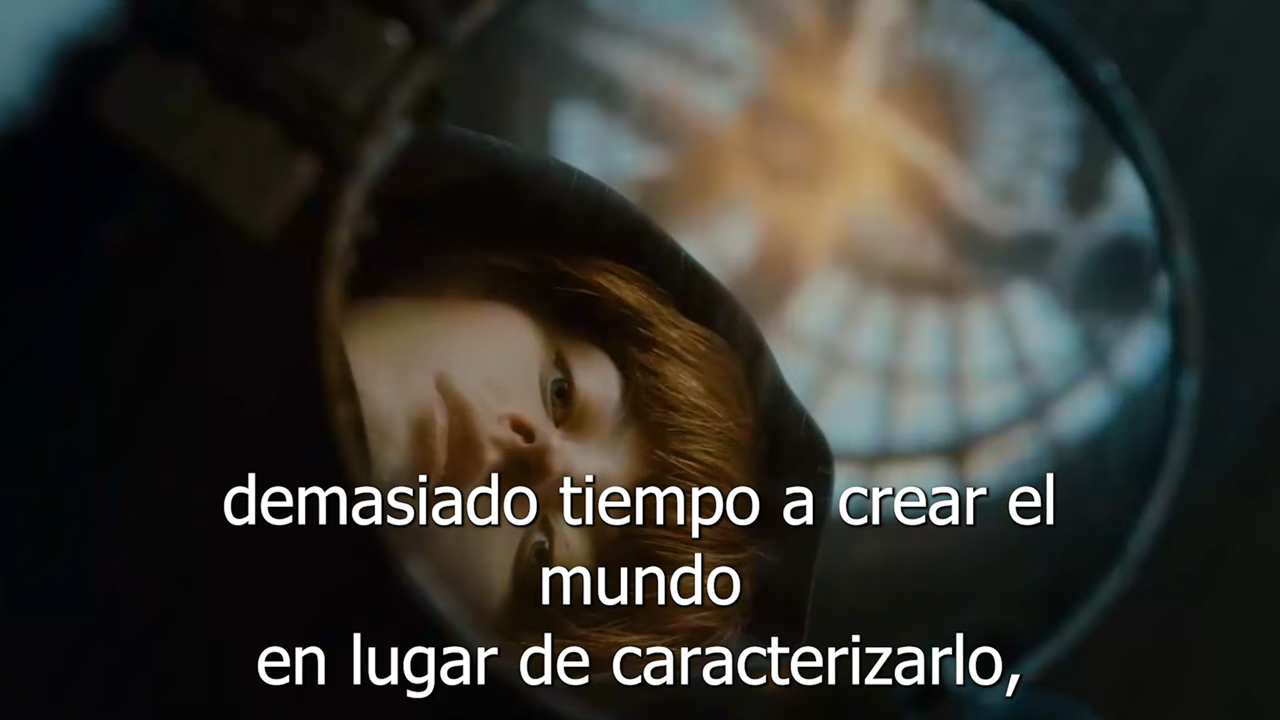 demasiado tiempo a crear el
mundo
en lugar de caracterizarlo,